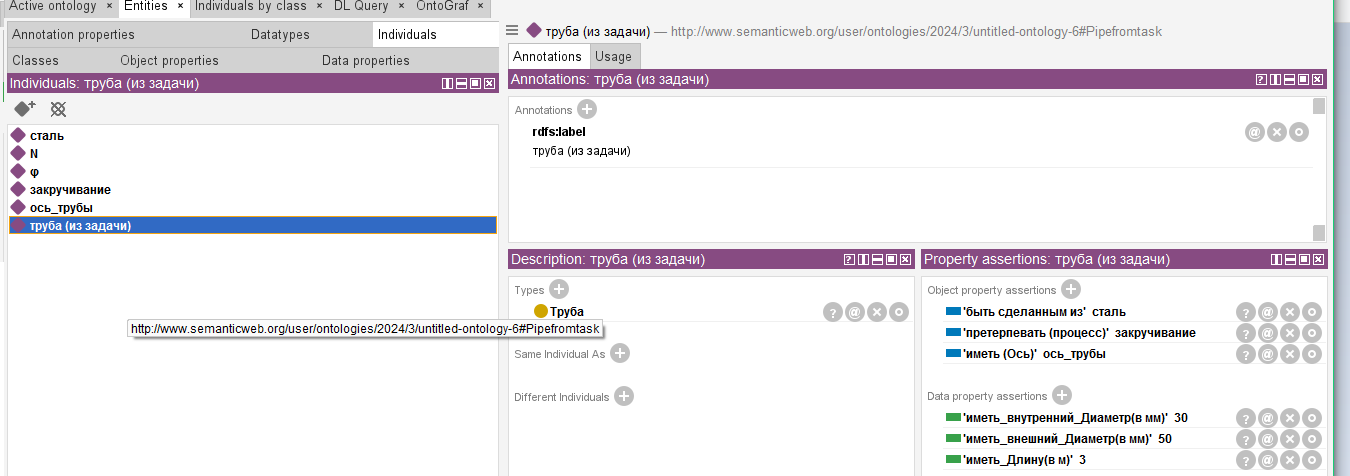 Active ontology × Entities × Individuals by class × DL Query × OntoGraf ×
Annotation properties Datatypes Individuals
Classes Object properties Data properties
Individuals: труба (из задачи)
сталь
N
φ
закручивание
ось_трубы
труба (из задачи)
http://www.semanticweb.org/user/ontologies/2024/3/untitled-ontology-6#Pipefromtask
труба (из задачи) — http://www.semanticweb.org/user/ontologies/2024/3/untitled-ontology-6#Pipefromtask
Annotations Usage
Annotations: труба (из задачи)
Annotations
rdfs:label
труба (из задачи)
Description: труба (из задачи)
Types
Труба
Same Individual As
Different Individuals
Property assertions: труба (из задачи)
Object property assertions
'быть сделанным из' сталь
'претерпевать (процесс)' закручивание
'иметь (Ось)' ось_трубы
Data property assertions
'иметь_внутренний_Диаметр(в мм)' 30
'иметь_внешний_Диаметр(в мм)' 50
'иметь_Длину(в м)' 3